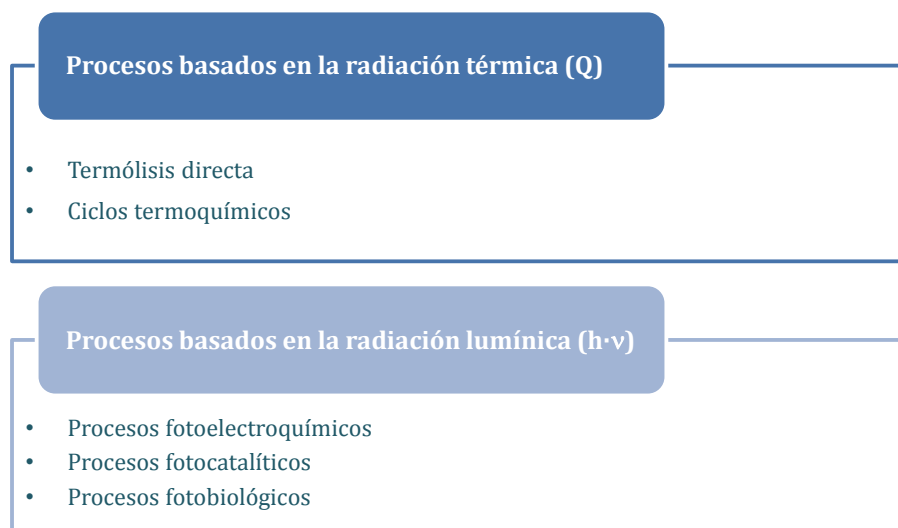 Procesos basados en la radiación térmica (Q)
• Termólisis directa
• Ciclos termoquímicos
Procesos basados en la radiación lumínica (h·ν)
• Procesos fotoelectroquímicos
• Procesos fotocatalíticos
• Procesos fotobiológicos